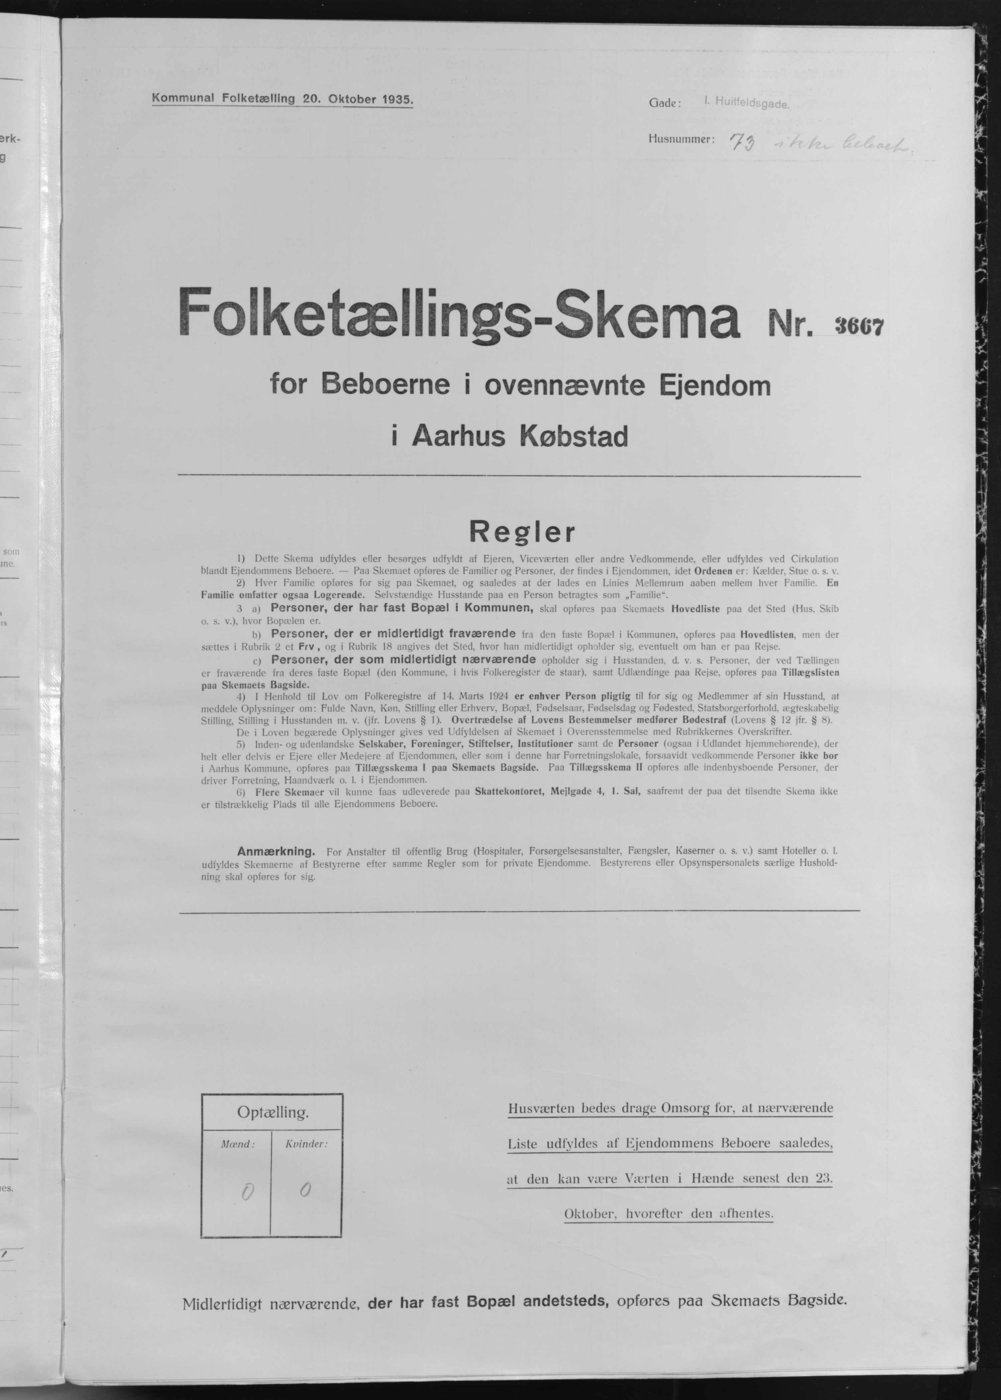 Kommunal Folketælling 20. Oktober 1935.
Gade: I. Huitfeldsgade.
Husnummer: 73 ikke beboet.
Folketællings-Skema Nr. 3667
for Beboerne i ovennævnte Ejendom
i Aarhus Købstad
Regler
1) Dette Skema udfyldes eller besørges udfyldt af Ejeren, Viceværten eller andre Vedkommende, eller udfyldes ved Cirkulation
blandt Ejendommens Beboere. — Paa Skemaet opføres de Familier og Personer, der findes i Ejendommen, idet Ordenen er: Kælder, Stue o. s. v.
2) Hver Familie opføres for sig paa Skemaet, og saaledes at der lades en Linies Mellemrum aaben mellem hver Familie. En
Familie omfatter ogsaa Logerende. Selvstændige Husstande paa en Person betragtes som „Familie“.
3 a) Personer, der har fast Bopæl i Kommunen, skal opføres paa Skemaets Hovedliste paa det Sted (Hus, Skib
o. s. v.), hvor Bopælen er.
b) Personer, der er midlertidigt fraværende fra den faste Bopæl i Kommunen, opføres paa Hovedlisten, men der
sættes i Rubrik 2 et Frv, og i Rubrik 18 angives det Sted, hvor han midlertidigt opholder sig, eventuelt om han er paa Rejse.
c) Personer, der som midlertidigt nærværende opholder sig i Husstanden, d. v. s. Personer, der ved Tællingen
er fraværende fra deres faste Bopæl (den Kommune, i hvis Folkeregister de staar), samt Udlændinge paa Rejse, opføres paa Tillægslisten
paa Skemaets Bagside.
4) I Henhold til Lov om Folkeregistre af 14. Marts 1924 er enhver Person pligtig til for sig og Medlemmer af sin Husstand, at
meddele Oplysninger om: Fulde Navn, Køn, Stilling eller Erhverv, Bopæl, Fødselsaar, Fødselsdag og Fødested, Statsborgerforhold, ægteskabelig
Stilling, Stilling i Husstanden m. v. (jfr. Lovens § 1). Overtrædelse af Lovens Bestemmelser medfører Bødestraf (Lovens § 12 jfr. § 8).
De i Loven begærede Oplysninger gives ved Udfyldelsen af Skemaet i Overensstemmelse med Rubrikkernes Overskrifter.
5) Inden- og udenlandske Selskaber, Foreninger, Stiftelser, Institutioner samt de Personer (ogsaa i Udlandet hjemmehørende), der
helt eller delvis er Ejere eller Medejere af Ejendommen, eller som i denne har Forretningslokale, forsaavidt vedkommende Personer ikke bor
i Aarhus Kommune, opføres paa Tillægsskema I paa Skemaets Bagside. Paa Tillægsskema II opføres alle indenbysboende Personer, der
driver Forretning, Haandværk o. l. i Ejendommen.
6) Flere Skemaer vil kunne faas udleverede paa Skattekontoret, Mejlgade 4, 1. Sal, saafremt der paa det tilsendte Skema ikke
er tilstrækkelig Plads til alle Ejendommens Beboere.
Anmærkning. For Anstalter til offentlig Brug (Hospitaler, Forsørgelsesanstalter, Fængsler, Kaserner o. s. v.) samt Hoteller o. l.
udfyldes Skemaerne af Bestyrerne efter samme Regler som for private Ejendomme. Bestyrerens eller Opsynspersonalets særlige Hushold-
ning skal opføres for sig.
Optælling.
Mænd: Kvinder:
0 0
Husværten bedes drage Omsorg for, at nærværende
Liste udfyldes af Ejendommens Beboere saaledes,
at den kan være Værten i Hænde senest den 23.
Oktober, hvorefter den afhentes.
Midlertidigt nærværende, der har fast Bopæl andetsteds, opføres paa Skemaets Bagside.